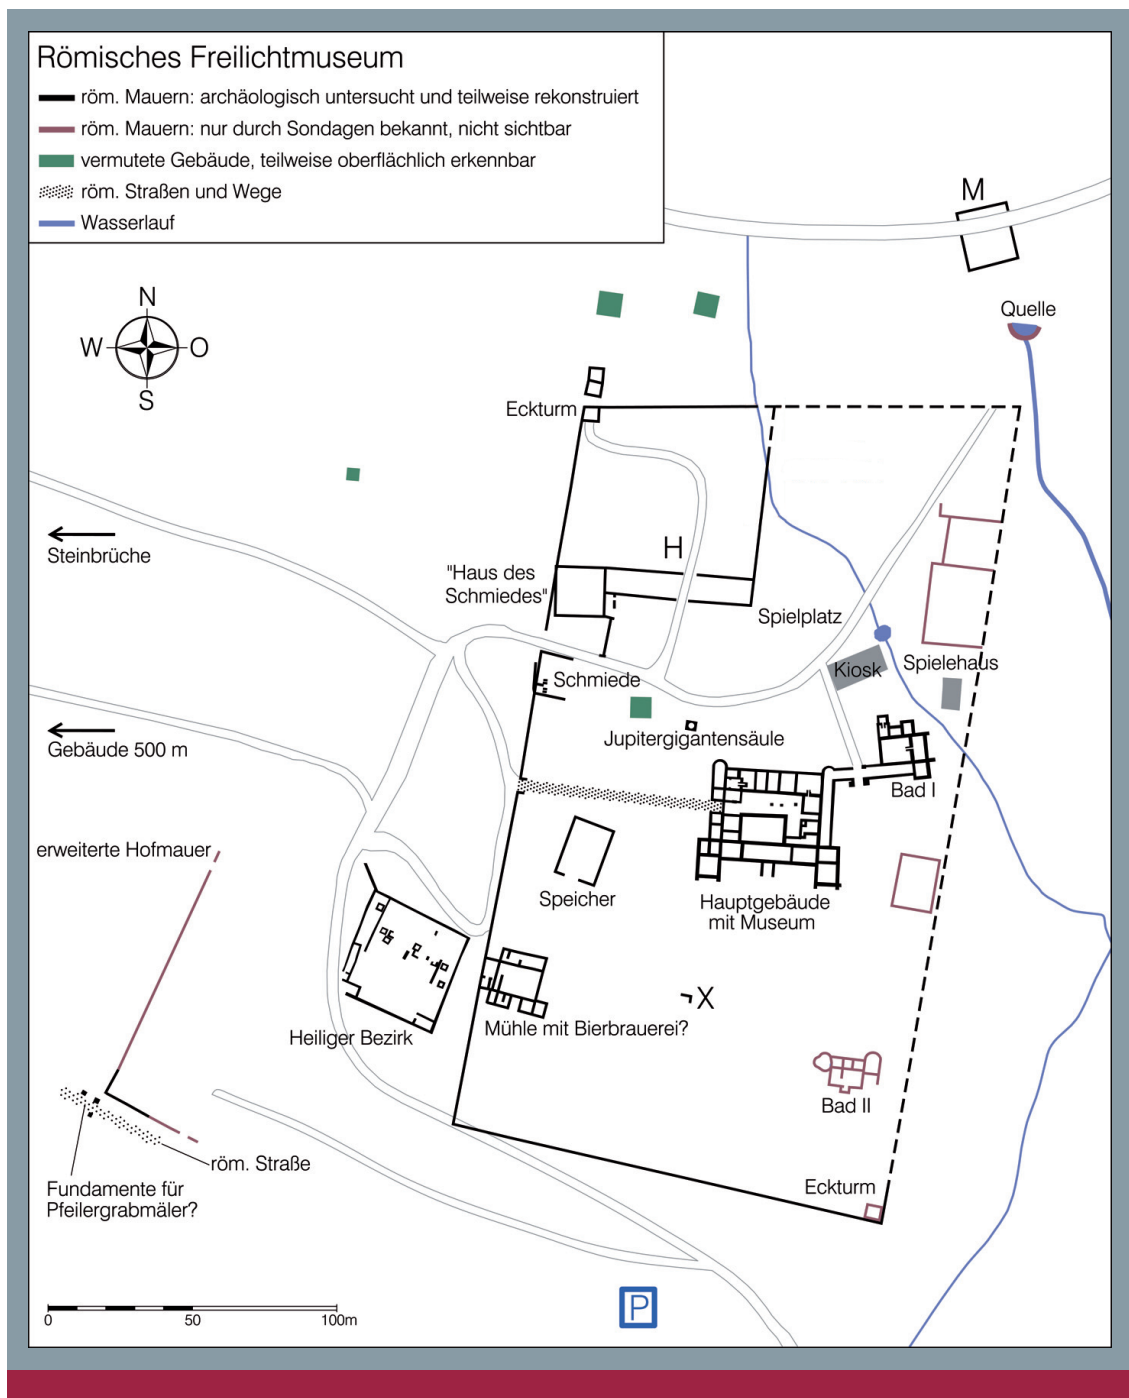 Römisches Freilichtmuseum
röm. Mauern: archäologisch untersucht und teilweise rekonstruiert
röm. Mauern: nur durch Sondagen bekannt, nicht sichtbar
vermutete Gebäude, teilweise oberflächlich erkennbar
röm. Straßen und Wege
Wasserlauf
M
N
W
O
S
Quelle
Eckturm
Steinbrüche
H
"Haus des
Schmiedes"
Spielplatz
Kiosk
Spielehaus
Schmiede
Jupitergigantensäule
Gebäude 500 m
Bad I
erweiterte Hofmauer
Speicher
Hauptgebäude
mit Museum
X
Heiliger Bezirk
Mühle mit Bierbrauerei?
Bad II
röm. Straße
Fundamente für
Pfeilergrabmäler?
Eckturm
P
0
50
100m